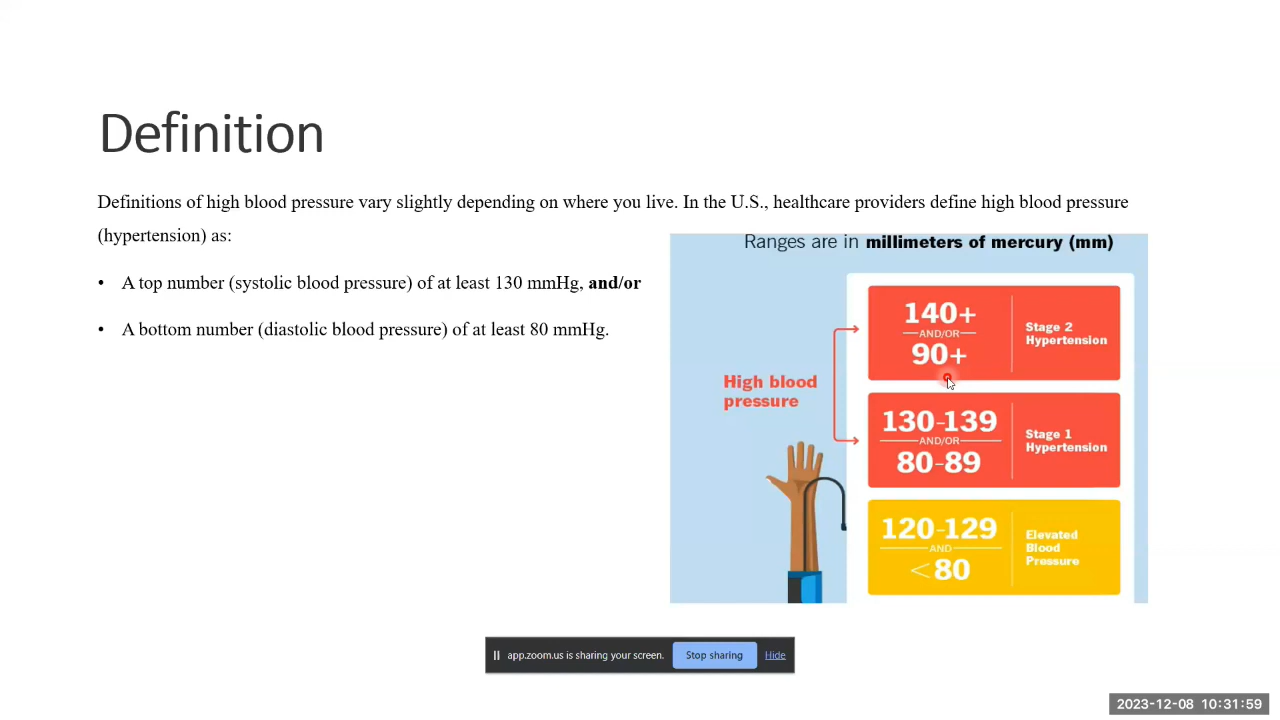 Definition
Definitions of high blood pressure vary slightly depending on where you live. In the U.S., healthcare providers define high blood pressure
(hypertension) as:
• A top number (systolic blood pressure) of at least 130 mmHg, and/or
• A bottom number (diastolic blood pressure) of at least 80 mmHg.
Ranges are in millimeters of mercury (mm)
140+
AND/OR
90+
Stage 2
Hypertension
High blood
pressure
130-139
AND/OR
80-89
Stage 1
Hypertension
120-129
AND
<80
Elevated
Blood
Pressure
app.zoom.us is sharing your screen. Stop sharing Hide
2023-12-08 10:31:59